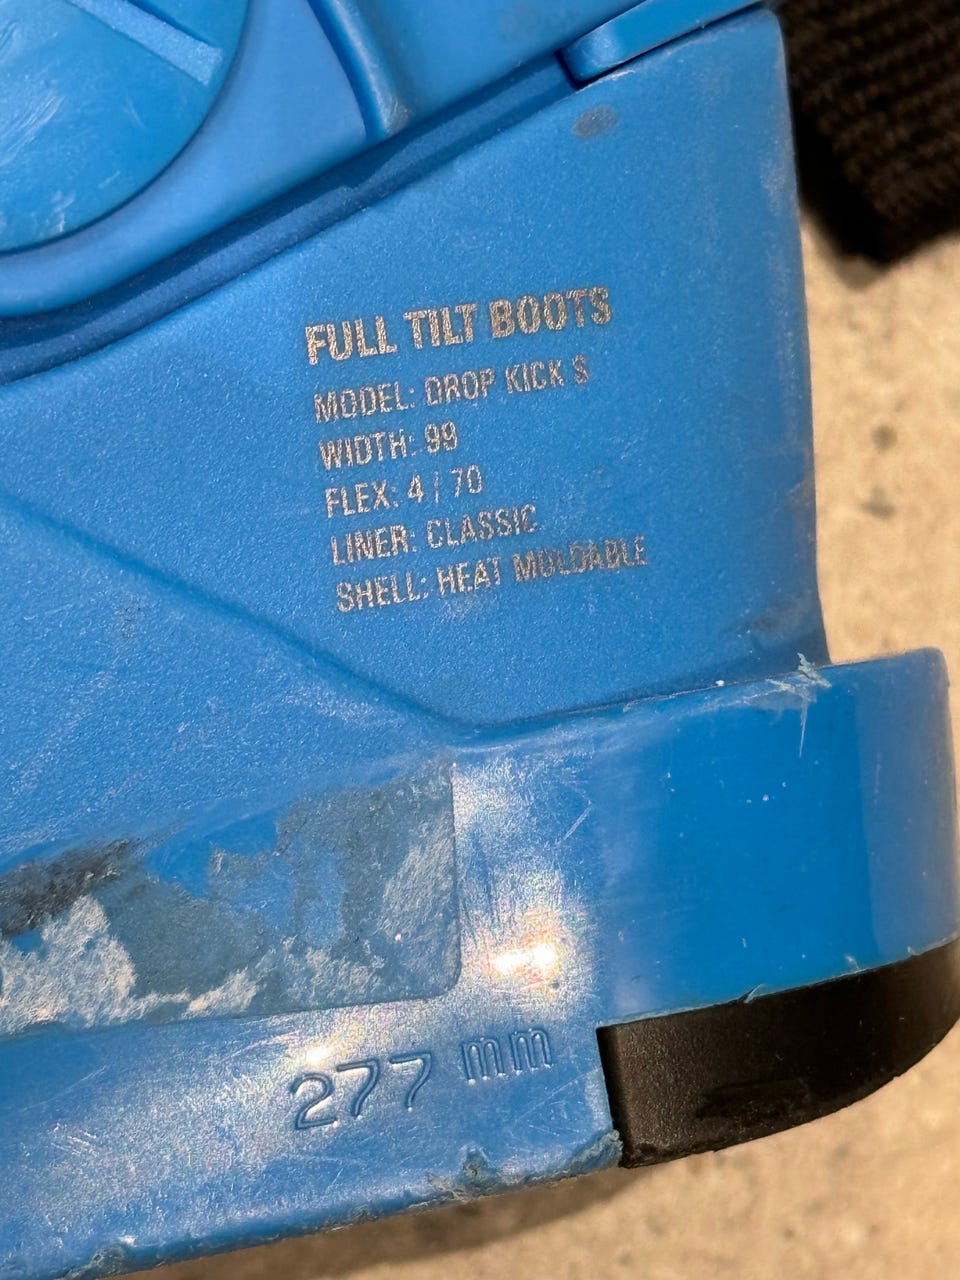 FULL TILT BOOTS
MODEL: DROP KICK S
WIDTH: 99
FLEX: 4 | 70
LINER: CLASSIC
SHELL: HEAT MOLDABLE
277 mm